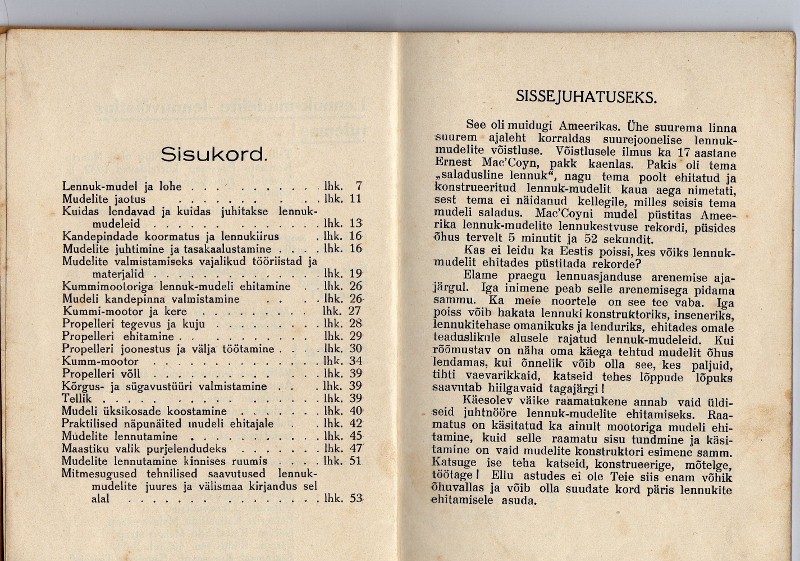 Sisukord.
Lennuk-mudel ja lohe . . . . . . . . . . lhk. 7
Mudelite jaotus . . . . . . . . . . . lhk. 11
Kuidas lendavad ja kuidas juhitakse lennuk-
mudeleid . . . . . . . . . . . . lhk. 13
Kandepindade koormatus ja lennukiirus . lhk. 16
Mudelite juhtimine ja tasakaalustamine . . . lhk. 16
Mudelite valmistamiseks vajalikud tööriistad ja
materjalid . . . . . . . . . . . . lhk. 19
Kummimootoriga lennuk-mudeli ehitamine . lhk. 26
Mudeli kandepinna valmistamine . . . . lhk. 26
Kummi-mootor ja kere . . . . . . . . lhk. 27
Propelleri tegevus ja kuju . . . . . . . . lhk. 28
Propelleri ehitamine . . . . . . . . . . lhk. 29
Propelleri joonestus ja välja töötamine . . . lhk. 30
Kumm-mootor . . . . . . . . . . . lhk. 34
Propelleri võll . . . . . . . . . . . lhk. 39
Kõrgus- ja sügavustüüri valmistamine . . . lhk. 39
Tellik . . . . . . . . . . . . . . lhk. 39
Mudeli üksikosade koostamine . . . . . . lhk. 40
Praktilised näpunäited mudeli ehitajale . . . lhk. 42
Mudelite lennutamine . . . . . . . . . lhk. 45
Maastiku valik purjelendudeks . . . . . . lhk. 47
Mudelite lennutamine kinnises ruumis . . . lhk. 51
Mitmesugused tehnilised saavutused lennuk-
mudelite juures ja välismaa kirjandus sel
alal . . . . . . . . . . . . . . lhk. 53
SISSEJUHATUSEKS.
See oli muidugi Ameerikas. Ühe suurema linna
suurem ajaleht korraldas suurejoonelise lennuk-
mudelite võistluse. Võistlusele ilmus ka 17 aastane
Ernest Mac'Coyn, pakk kaenlas. Pakis oli tema
„saladusline lennuk“, nagu tema poolt ehitatud ja
konstrueeritud lennuk-mudelit kaua aega nimetati,
sest tema ei näidanud kellegile, milles seisis tema
mudeli saladus. Mac'Coyni mudel püstitas Amee-
rika lennuk-mudelite lennukestvuse rekordi, püsides
õhus tervelt 5 minutit ja 52 sekundit.
Kas ei leidu ka Eestis poissi, kes võiks lennuk-
mudelit ehitades püstitada rekorde?
Elame praegu lennuasjanduse arenemise aja-
järgul. Iga inimene peab selle arenemisega pidama
sammu. Ka meie noortele on see tee vaba. Iga
poiss võib hakata lennuki konstruktoriks, inseneriks,
lennukitehase omanikuks ja lenduriks, ehitades omale
teaduslikule alusele rajatud lennuk-mudeleid. Kui
rõõmustav on näha oma käega tehtud mudelit õhus
lendamas, kui õnnelik võib olla see, kes paljuid,
tihti vaevarikkaid, katseid tehes lõppude lõpuks
saavutab hiilgavaid tagajärgi!
Käesolev väike raamatukene annab vaid üldi-
seid juhtnööre lennuk-mudelite ehitamiseks. Raa-
matus on käsitatud ka ainult mootoriga mudeli ehi-
tamine, kuid selle raamatu sisu tundmine ja käsi-
tamine on vaid mudelite konstruktori esimene samm.
Katsuge ise teha katseid, konstrueerige, mõtelge,
töötage! Ellu astudes ei ole Teie siis enam võhik
õhuvallas ja võib olla suudate kord päris lennukite
ehitamisele asuda.